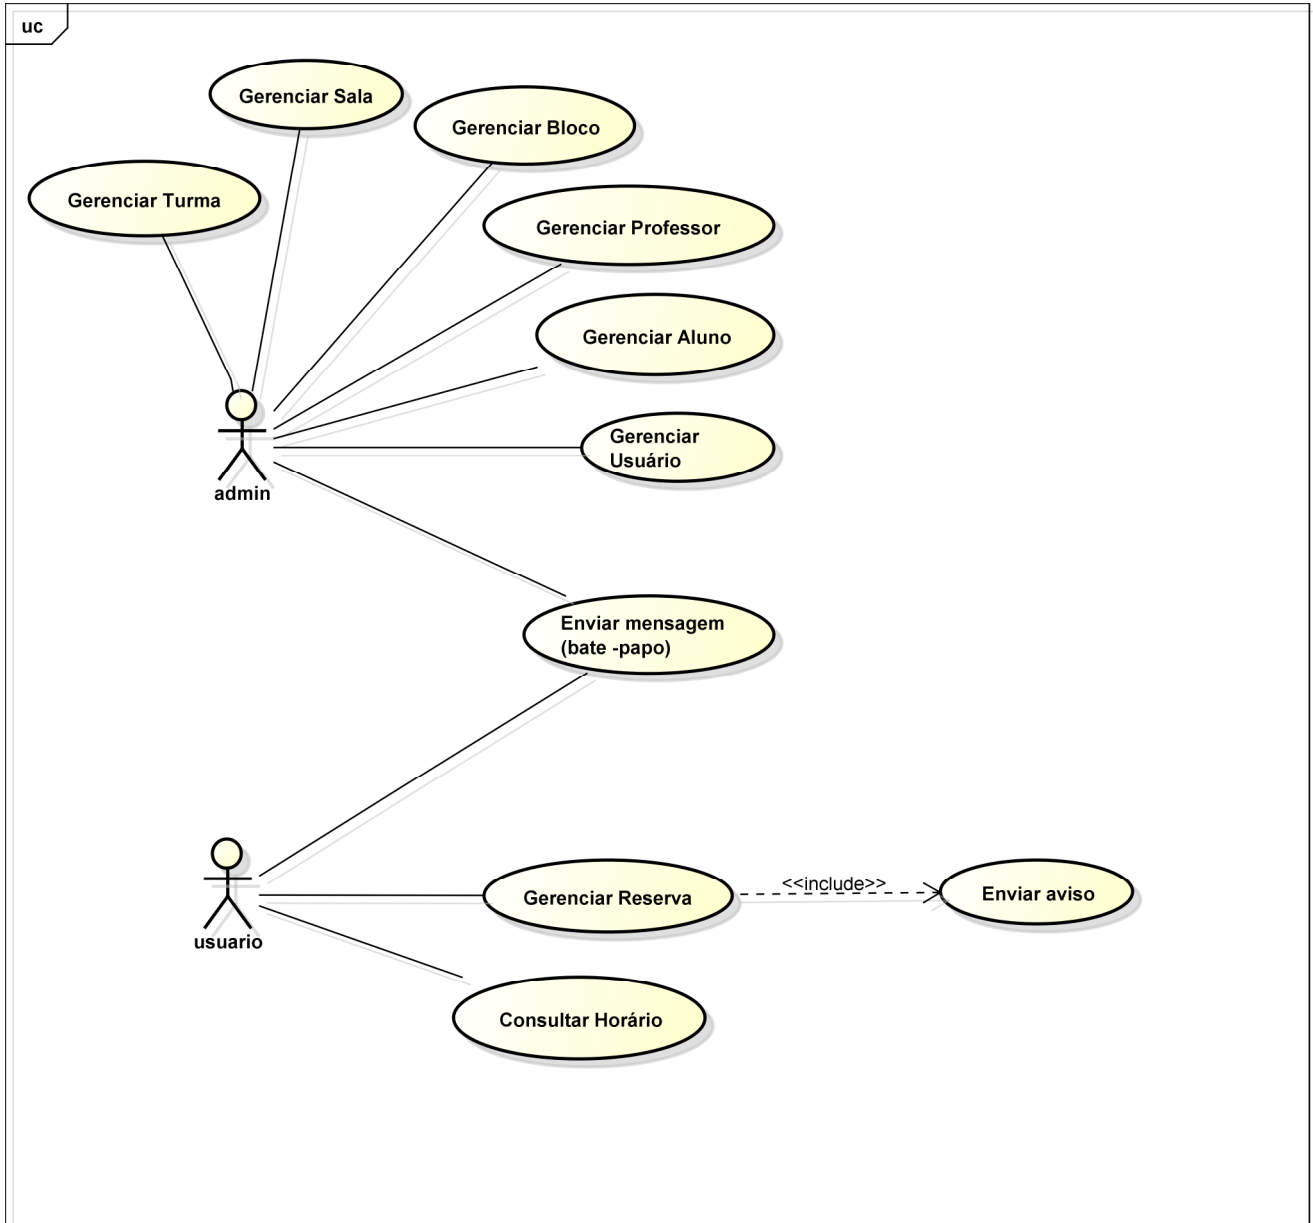 uc
Gerenciar Sala
Gerenciar Bloco
Gerenciar Turma
Gerenciar Professor
Gerenciar Aluno
Gerenciar
Usuário
admin
Enviar mensagem
(bate -papo)
usuario
Gerenciar Reserva
<<include>>
Enviar aviso
Consultar Horário